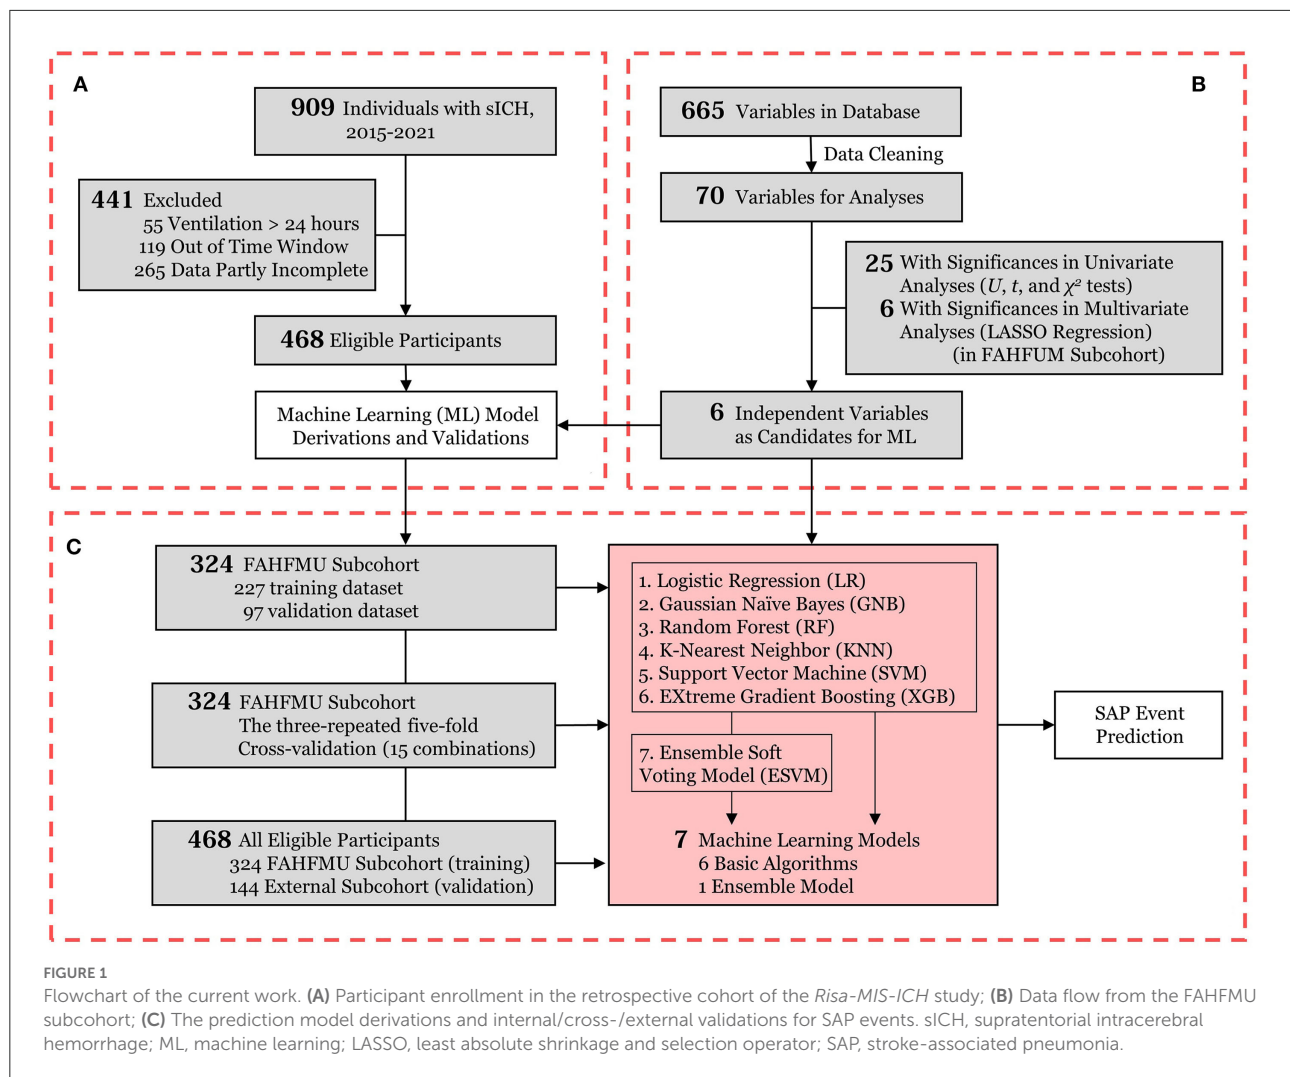 A
909 Individuals with sICH,
2015-2021
441 Excluded
55 Ventilation > 24 hours
119 Out of Time Window
265 Data Partly Incomplete
468 Eligible Participants
Machine Learning (ML) Model
Derivations and Validations
B
665 Variables in Database
Data Cleaning
70 Variables for Analyses
25 With Significances in Univariate
Analyses (U, t, and χ² tests)
6 With Significances in Multivariate
Analyses (LASSO Regression)
(in FAHFUM Subcohort)
6 Independent Variables
as Candidates for ML
C
324 FAHFMU Subcohort
227 training dataset
97 validation dataset
324 FAHFMU Subcohort
The three-repeated five-fold
Cross-validation (15 combinations)
468 All Eligible Participants
324 FAHFMU Subcohort (training)
144 External Subcohort (validation)
1. Logistic Regression (LR)
2. Gaussian Naïve Bayes (GNB)
3. Random Forest (RF)
4. K-Nearest Neighbor (KNN)
5. Support Vector Machine (SVM)
6. EXtreme Gradient Boosting (XGB)
7. Ensemble Soft
Voting Model (ESVM)
7 Machine Learning Models
6 Basic Algorithms
1 Ensemble Model
SAP Event
Prediction
FIGURE 1
Flowchart of the current work. (A) Participant enrollment in the retrospective cohort of the Risa-MIS-ICH study; (B) Data flow from the FAHFMU
subcohort; (C) The prediction model derivations and internal/cross-/external validations for SAP events. sICH, supratentorial intracerebral
hemorrhage; ML, machine learning; LASSO, least absolute shrinkage and selection operator; SAP, stroke-associated pneumonia.